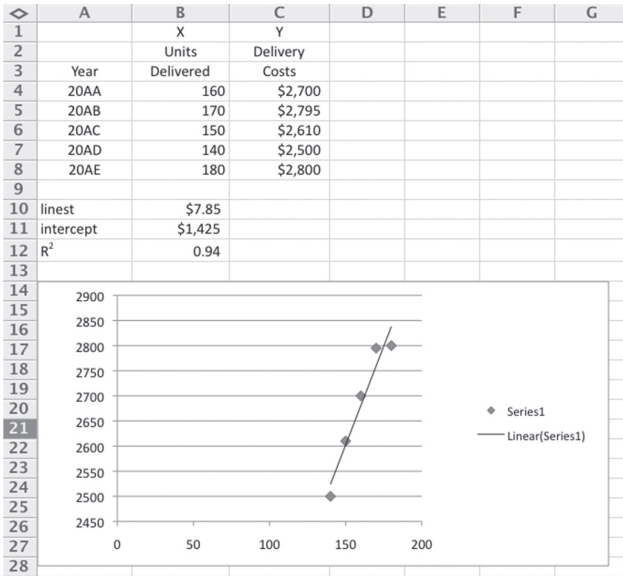 A B C D E F G
1 X Y
2 Units Delivery
3 Year Delivered Costs
4 20AA 160 $2,700
5 20AB 170 $2,795
6 20AC 150 $2,610
7 20AD 140 $2,500
8 20AE 180 $2,800
9
10 linest $7.85
11 intercept $1,425
12 R² 0.94
13
14
15
16
17
18
19
20
21
22
23
24
25
26
27
28
2900
2850
2800
2750
2700
2650
2600
2550
2500
2450
0 50 100 150 200
Series1
Linear(Series1)